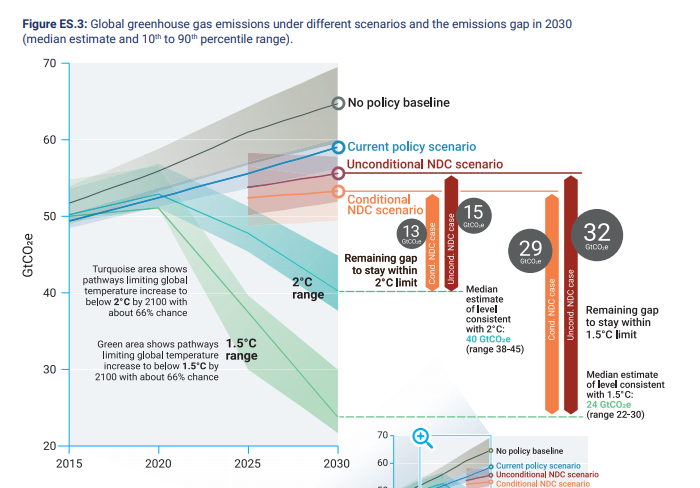 Figure ES.3: Global greenhouse gas emissions under different scenarios and the emissions gap in 2030
(median estimate and 10th to 90th percentile range).
70
60
50
40
30
20
GtCO₂e
2015
2020
2025
2030
No policy baseline
Current policy scenario
Unconditional NDC scenario
Conditional
NDC scenario
Turquoise area shows
pathways limiting global
temperature increase to
below 2°C by 2100 with
about 66% chance
Green area shows pathways
limiting global temperature
increase to below 1.5°C by
2100 with about 66% chance
2°C
range
1.5°C
range
13
GtCO₂e
15
GtCO₂e
Cond. NDC case
Uncond. NDC case
Remaining gap
to stay within
2°C limit
Median
estimate
of level
consistent
with 2°C:
40 GtCO₂e
(range 38-45)
29
GtCO₂e
32
GtCO₂e
Cond. NDC case
Uncond. NDC case
Remaining gap
to stay within
1.5°C limit
Median estimate
of level consistent
with 1.5°C:
24 GtCO₂e
(range 22-30)
70
60
50
No policy baseline
Current policy scenario
Unconditional NDC scenario
Conditional NDC scenario